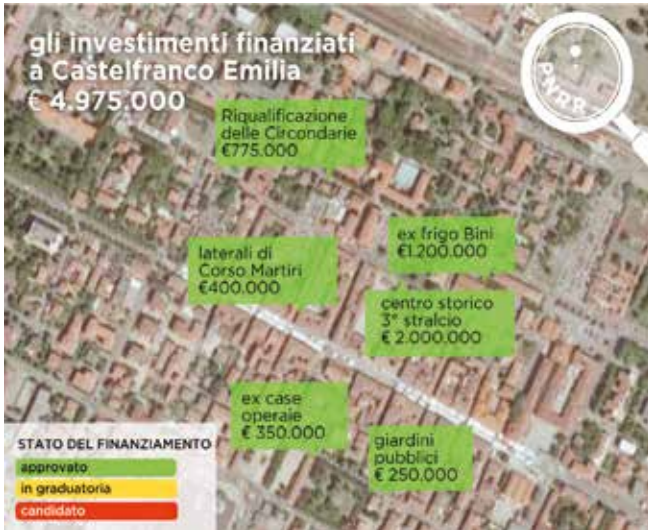 gli investimenti finanziati
a Castelfranco Emilia
€ 4.975.000
P.N.R.R.
Riqualificazione
delle Circondarie
€775.000
ex frigo Bini
€1.200.000
laterali di
Corso Martiri
€400.000
centro storico
3° stralcio
€ 2.000.000
ex case
operaie
€ 350.000
giardini
pubblici
€ 250.000
STATO DEL FINANZIAMENTO
approvato
in graduatoria
candidato